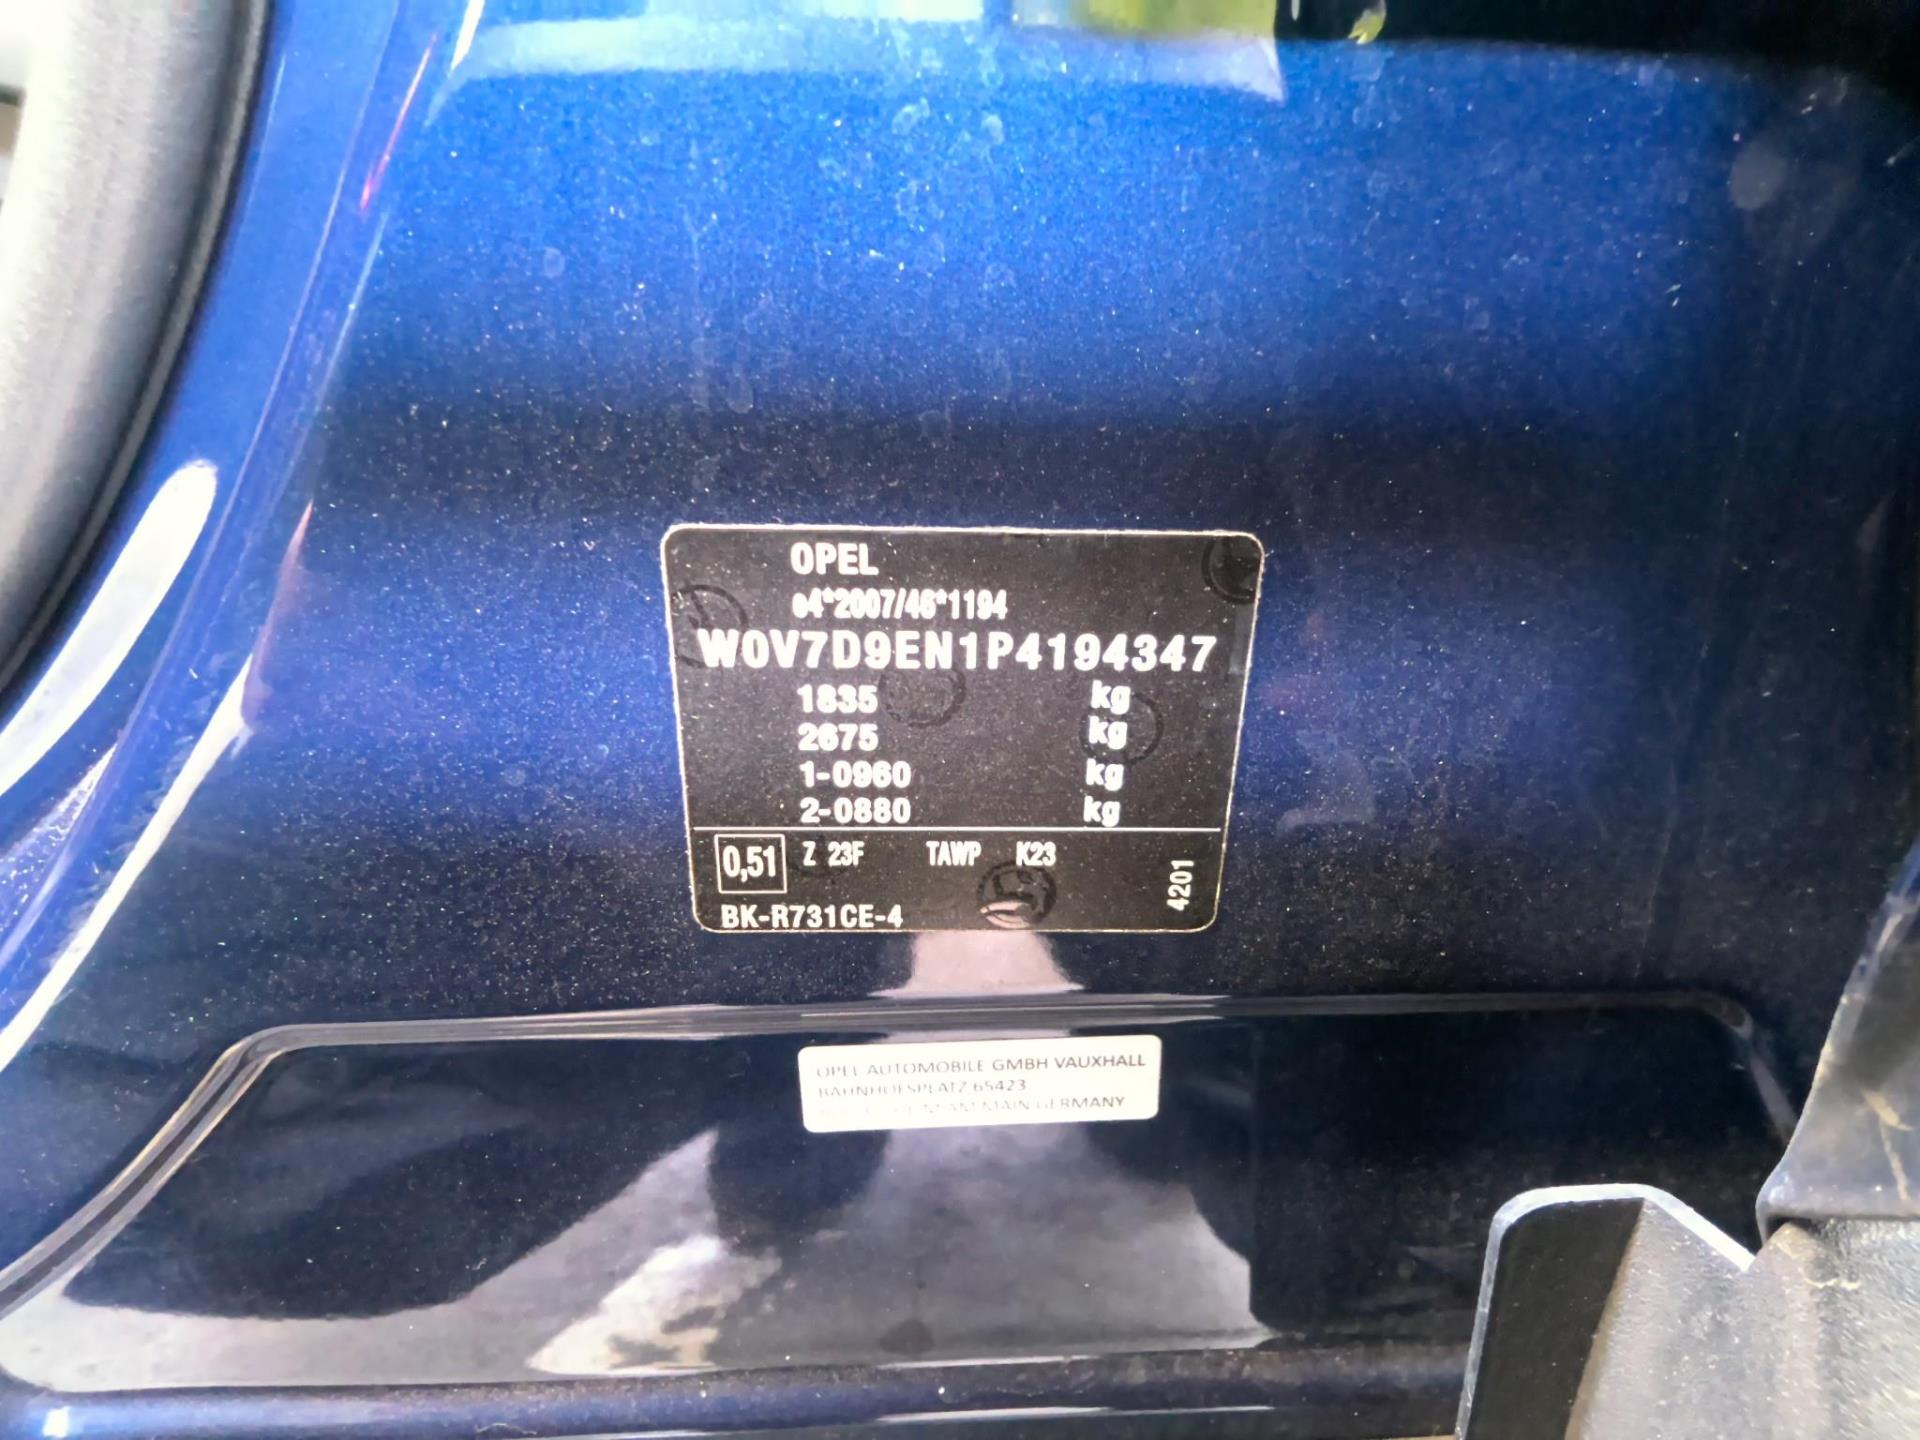 OPEL
e4*2007/46*1194
W0V7D9EN1P4194347
1835 kg
2675 kg
1-0960 kg
2-0880 kg
0,51 Z 23F TAWP K23
4201
BK-R731CE-4
OPEL AUTOMOBILE GMBH VAUXHALL
BAHNHOFSPLATZ 65423
AM MAIN GERMANY